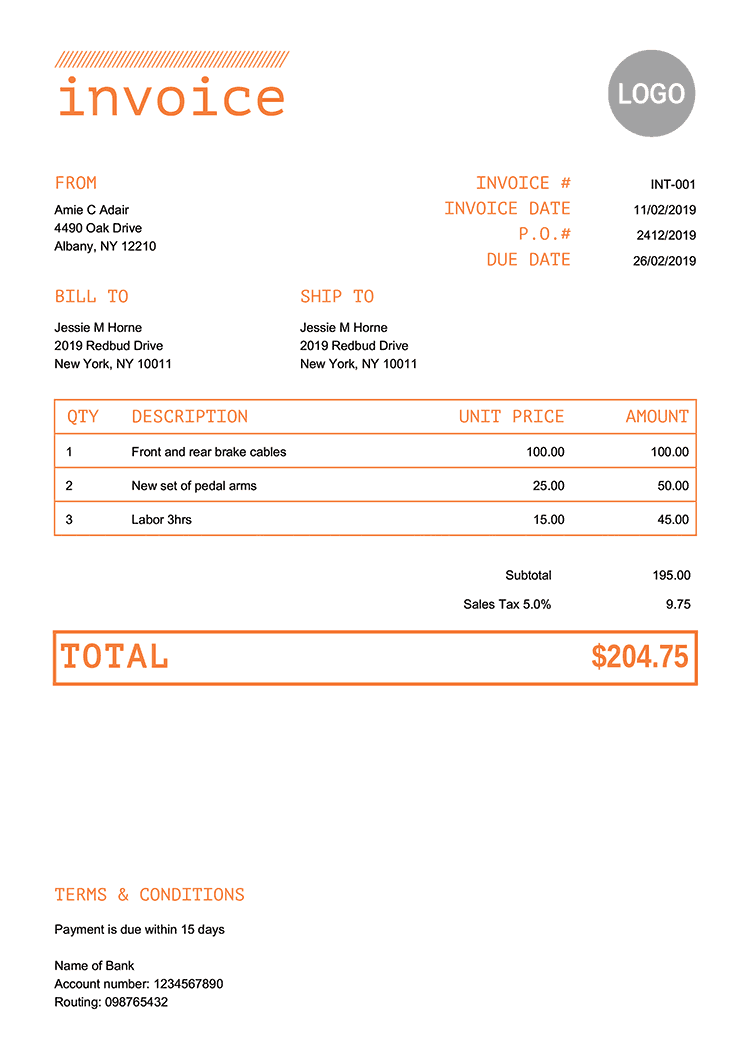 invoice
LOGO
FROM
Amie C Adair
4490 Oak Drive
Albany, NY 12210
INVOICE # INT-001
INVOICE DATE 11/02/2019
P.O.# 2412/2019
DUE DATE 26/02/2019
BILL TO
Jessie M Horne
2019 Redbud Drive
New York, NY 10011
SHIP TO
Jessie M Horne
2019 Redbud Drive
New York, NY 10011
QTY DESCRIPTION UNIT PRICE AMOUNT
1 Front and rear brake cables 100.00 100.00
2 New set of pedal arms 25.00 50.00
3 Labor 3hrs 15.00 45.00
Subtotal 195.00
Sales Tax 5.0% 9.75
TOTAL $204.75
TERMS & CONDITIONS
Payment is due within 15 days
Name of Bank
Account number: 1234567890
Routing: 098765432